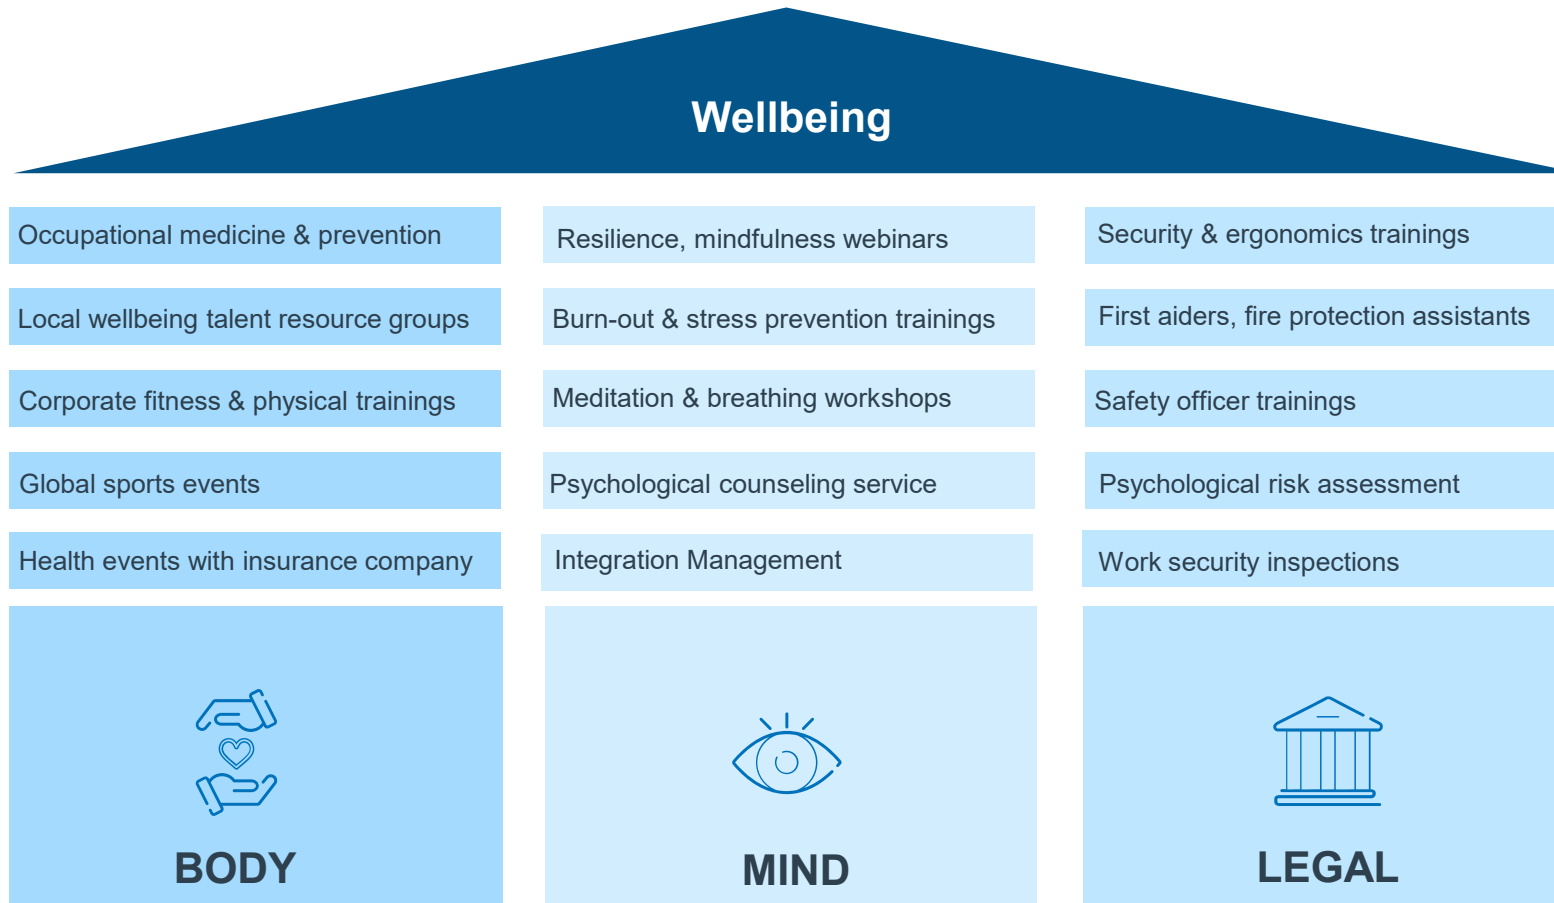 Wellbeing
Occupational medicine & prevention
Local wellbeing talent resource groups
Corporate fitness & physical trainings
Global sports events
Health events with insurance company
BODY
Resilience, mindfulness webinars
Burn-out & stress prevention trainings
Meditation & breathing workshops
Psychological counseling service
Integration Management
MIND
Security & ergonomics trainings
First aiders, fire protection assistants
Safety officer trainings
Psychological risk assessment
Work security inspections
LEGAL